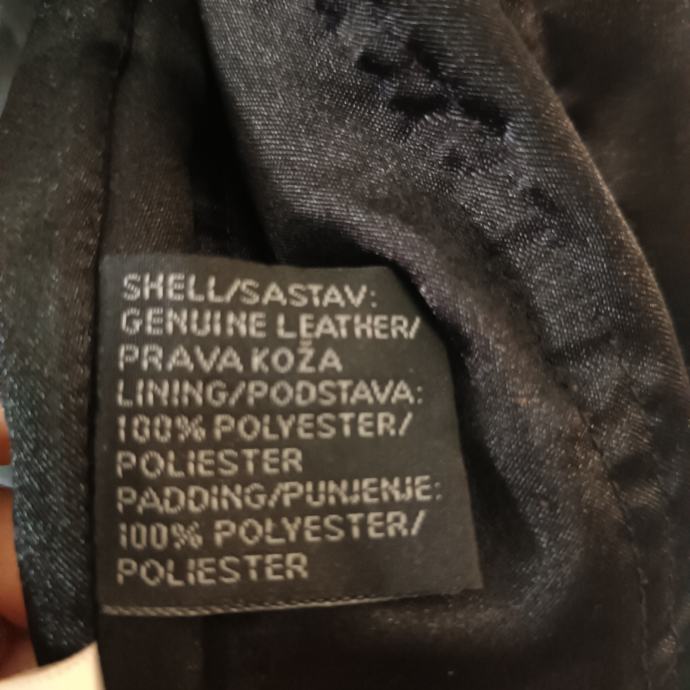 SHELL/SASTAV:
GENUINE LEATHER/
PRAVA KOŽA
LINING/PODSTAVA:
100% POLYESTER/
POLIESTER
PADDING/PUNJENJE:
100% POLYESTER/
POLIESTER